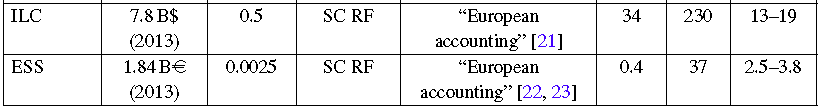 ILC 7.8 B$ 0.5 SC RF “European 34 230 13–19
(2013) accounting” [21]
ESS 1.84 B€ 0.0025 SC RF “European 0.4 37 2.5–3.8
(2013) accounting” [22, 23]